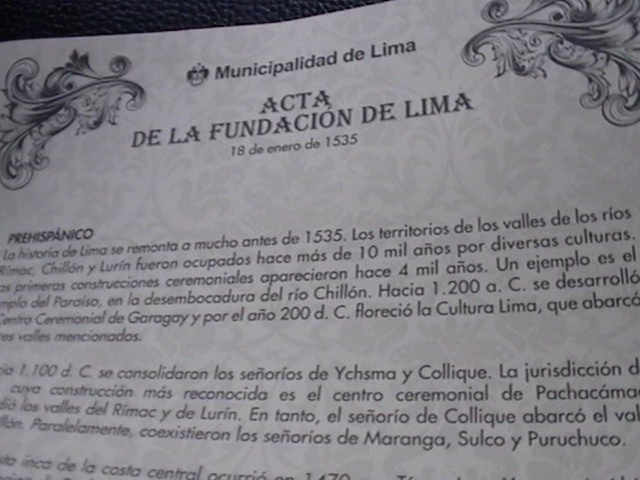 Municipalidad de Lima
ACTA
DE LA FUNDACIÓN DE LIMA
18 de enero de 1535
PREHISPÁNICO
La historia de Lima se remonta a mucho antes de 1535. Los territorios de los valles de los ríos
Rímac, Chillón y Lurín fueron ocupados hace más de 10 mil años por diversas culturas.
primeras construcciones ceremoniales aparecieron hace 4 mil años. Un ejemplo es el
del Paraíso, en la desembocadura del río Chillón. Hacia 1.200 a. C. se desarrolló
Centro Ceremonial de Garagay y por el año 200 d. C. floreció la Cultura Lima, que abarcó
valles mencionados.
1.100 d. C. se consolidaron los señoríos de Ychsma y Collique. La jurisdicción
cuya construcción más reconocida es el centro ceremonial de
los valles del Rímac y de Lurín. En tanto, el señorío de Collique abarcó el
Paralelamente, coexistieron los señoríos de Maranga, Sulco y Puruchuco.
inca de la costa central ocurrió en